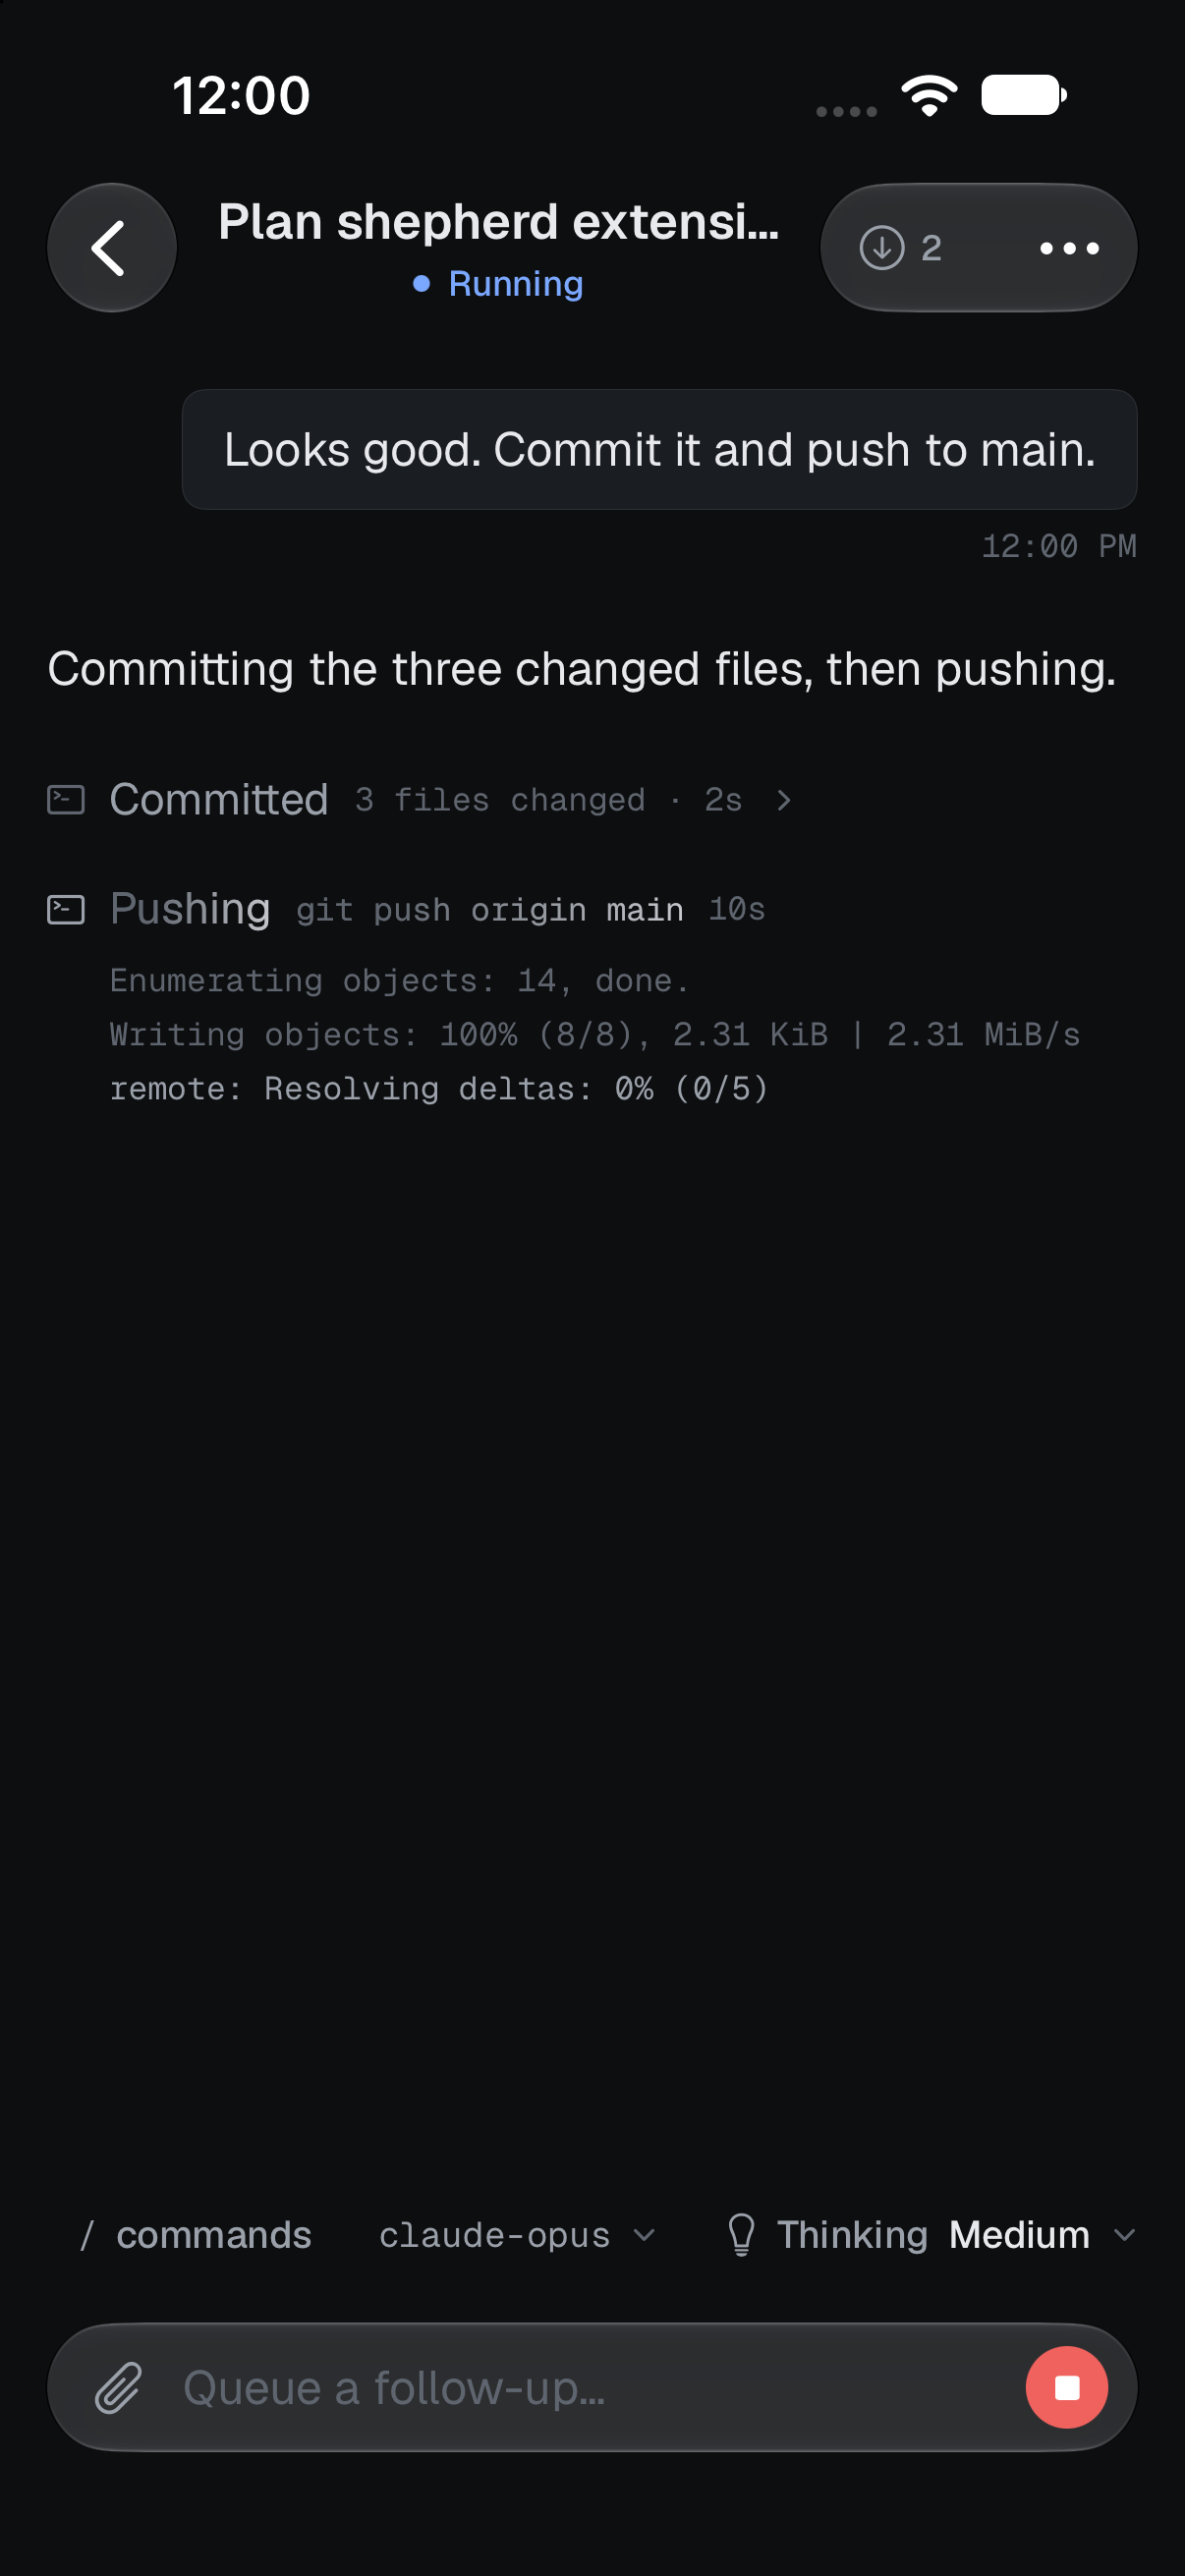 12:00
Plan shepherd extensi...
Running
2
Looks good. Commit it and push to main.
12:00 PM
Committing the three changed files, then pushing.
Committed 3 files changed · 2s
Pushing git push origin main 10s
Enumerating objects: 14, done.
Writing objects: 100% (8/8), 2.31 KiB | 2.31 MiB/s
remote: Resolving deltas: 0% (0/5)
/ commands claude-opus Thinking Medium
Queue a follow-up...